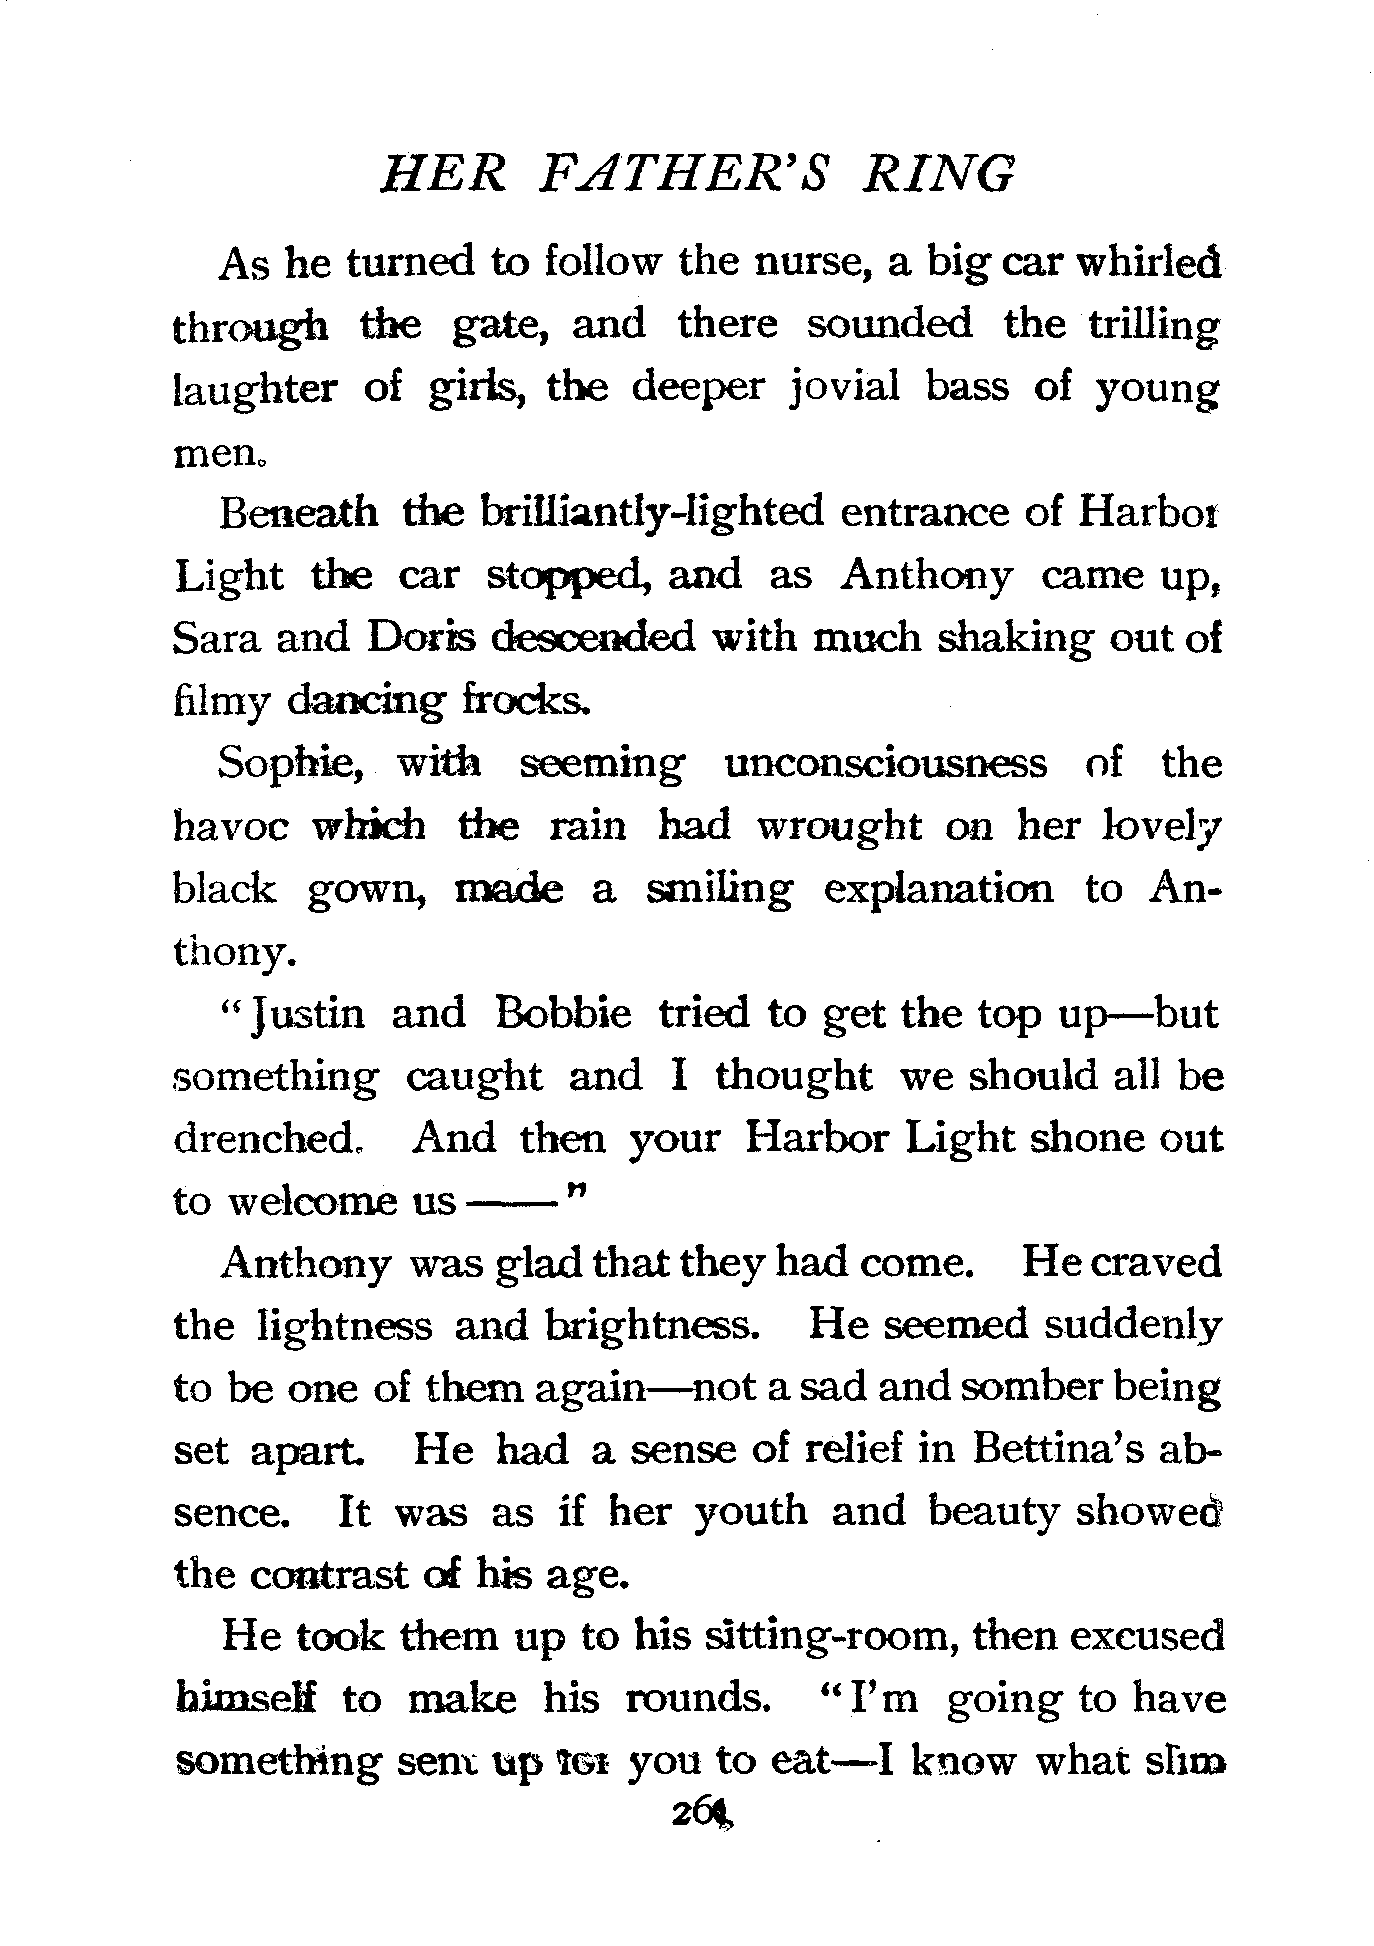 HER FATHER'S RING
As he turned to follow the nurse, a big car whirled
through the gate, and there sounded the trilling
laughter of girls, the deeper jovial bass of young
men.
Beneath the brilliantly-lighted entrance of Harbor
Light the car stopped, and as Anthony came up,
Sara and Doris descended with much shaking out of
filmy dancing frocks.
Sophie, with seeming unconsciousness of the
havoc which the rain had wrought on her lovely
black gown, made a smiling explanation to An-
thony.
"Justin and Bobbie tried to get the top up—but
something caught and I thought we should all be
drenched. And then your Harbor Light shone out
to welcome us —— "
Anthony was glad that they had come. He craved
the lightness and brightness. He seemed suddenly
to be one of them again—not a sad and somber being
set apart. He had a sense of relief in Bettina's ab-
sence. It was as if her youth and beauty showed
the contrast of his age.
He took them up to his sitting-room, then excused
himself to make his rounds. "I'm going to have
something sent up for you to eat—I know what slim